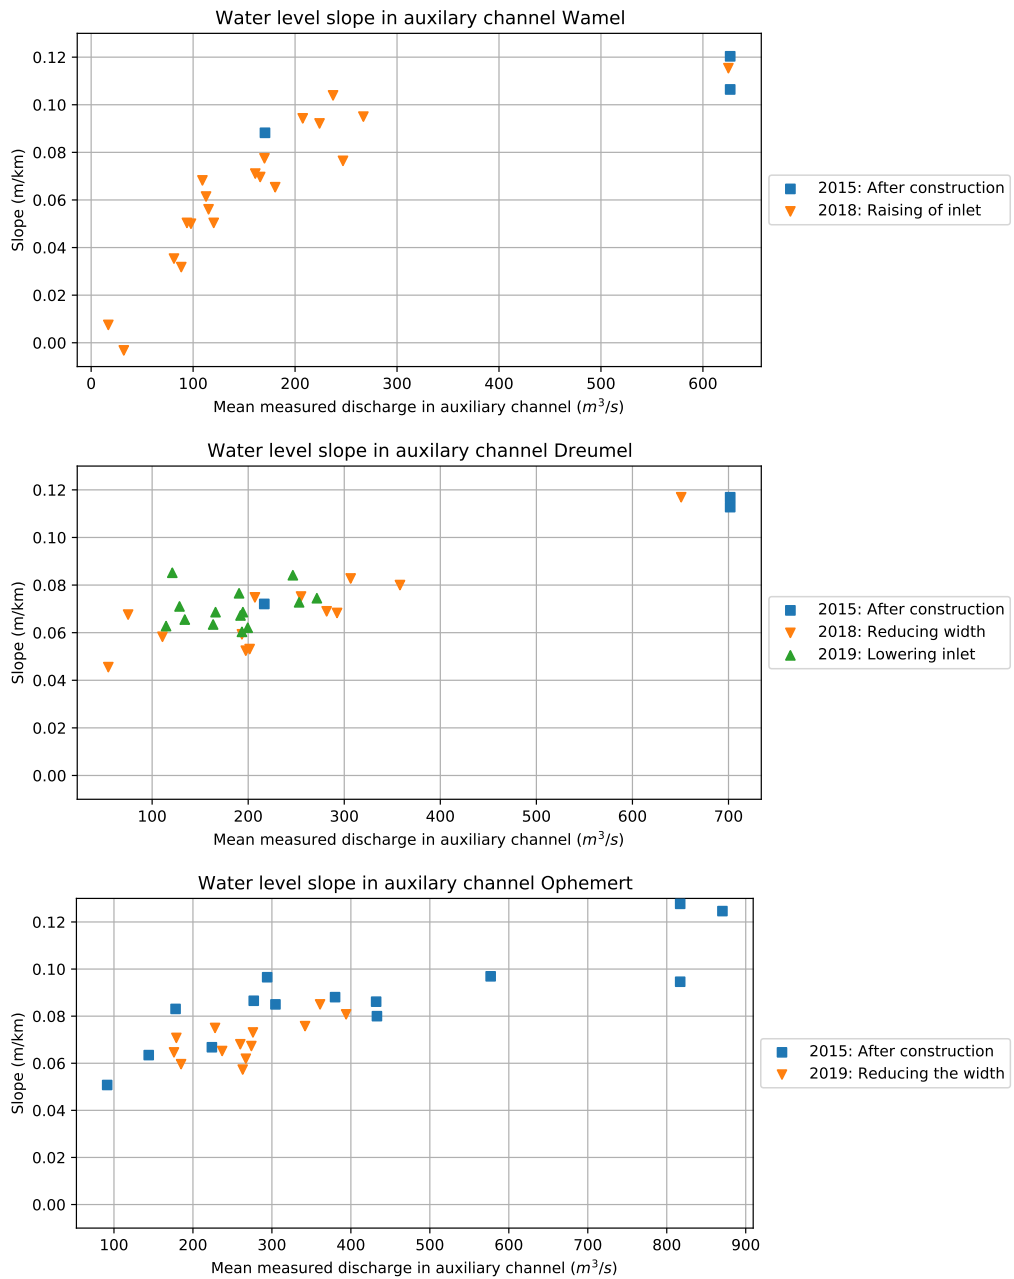 Water level slope in auxilary channel Wamel
0.12
0.10
0.08
0.06
0.04
0.02
0.00
Slope (m/km)
0 100 200 300 400 500 600
Mean measured discharge in auxiliary channel (m³/s)
2015: After construction
2018: Raising of inlet
Water level slope in auxilary channel Dreumel
0.12
0.10
0.08
0.06
0.04
0.02
0.00
Slope (m/km)
100 200 300 400 500 600 700
Mean measured discharge in auxiliary channel (m³/s)
2015: After construction
2018: Reducing width
2019: Lowering inlet
Water level slope in auxilary channel Ophemert
0.12
0.10
0.08
0.06
0.04
0.02
0.00
Slope (m/km)
100 200 300 400 500 600 700 800 900
Mean measured discharge in auxiliary channel (m³/s)
2015: After construction
2019: Reducing the width